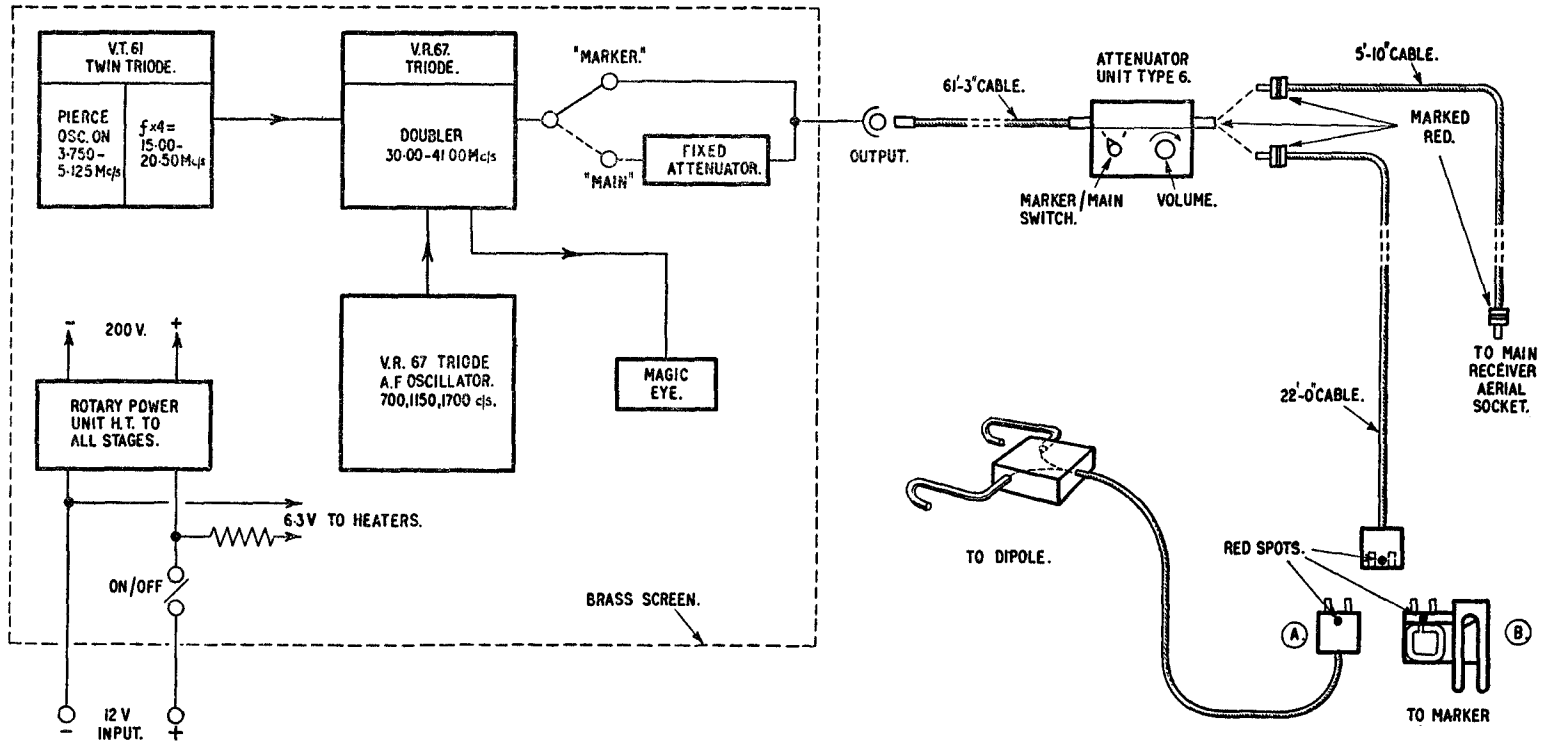 V.T. 61
TWIN TRIODE.
PIERCE
OSC. ON
3·750-
5·125 Mc/s
ƒ x 4 =
15·00-
20·50 Mc/s
V.R.67.
TRIODE.
DOUBLER
30·00-41·00 Mc/s
"MARKER."
"MAIN"
FIXED
ATTENUATOR.
OUTPUT.
61'-3" CABLE.
ATTENUATOR
UNIT TYPE 6.
MARKER/MAIN
SWITCH.
VOLUME.
5'-10" CABLE.
MARKED
RED.
TO MAIN
RECEIVER
AERIAL
SOCKET.
22'-0" CABLE.
- 200 V. +
ROTARY POWER
UNIT H.T. TO
ALL STAGES.
6·3 V TO HEATERS.
ON/OFF
12 V
INPUT.
- +
V.R. 67 TRIODE
A.F OSCILLATOR.
700,1150,1700 c/s.
MAGIC
EYE.
BRASS SCREEN.
TO DIPOLE.
RED SPOTS.
A.
B.
TO MARKER